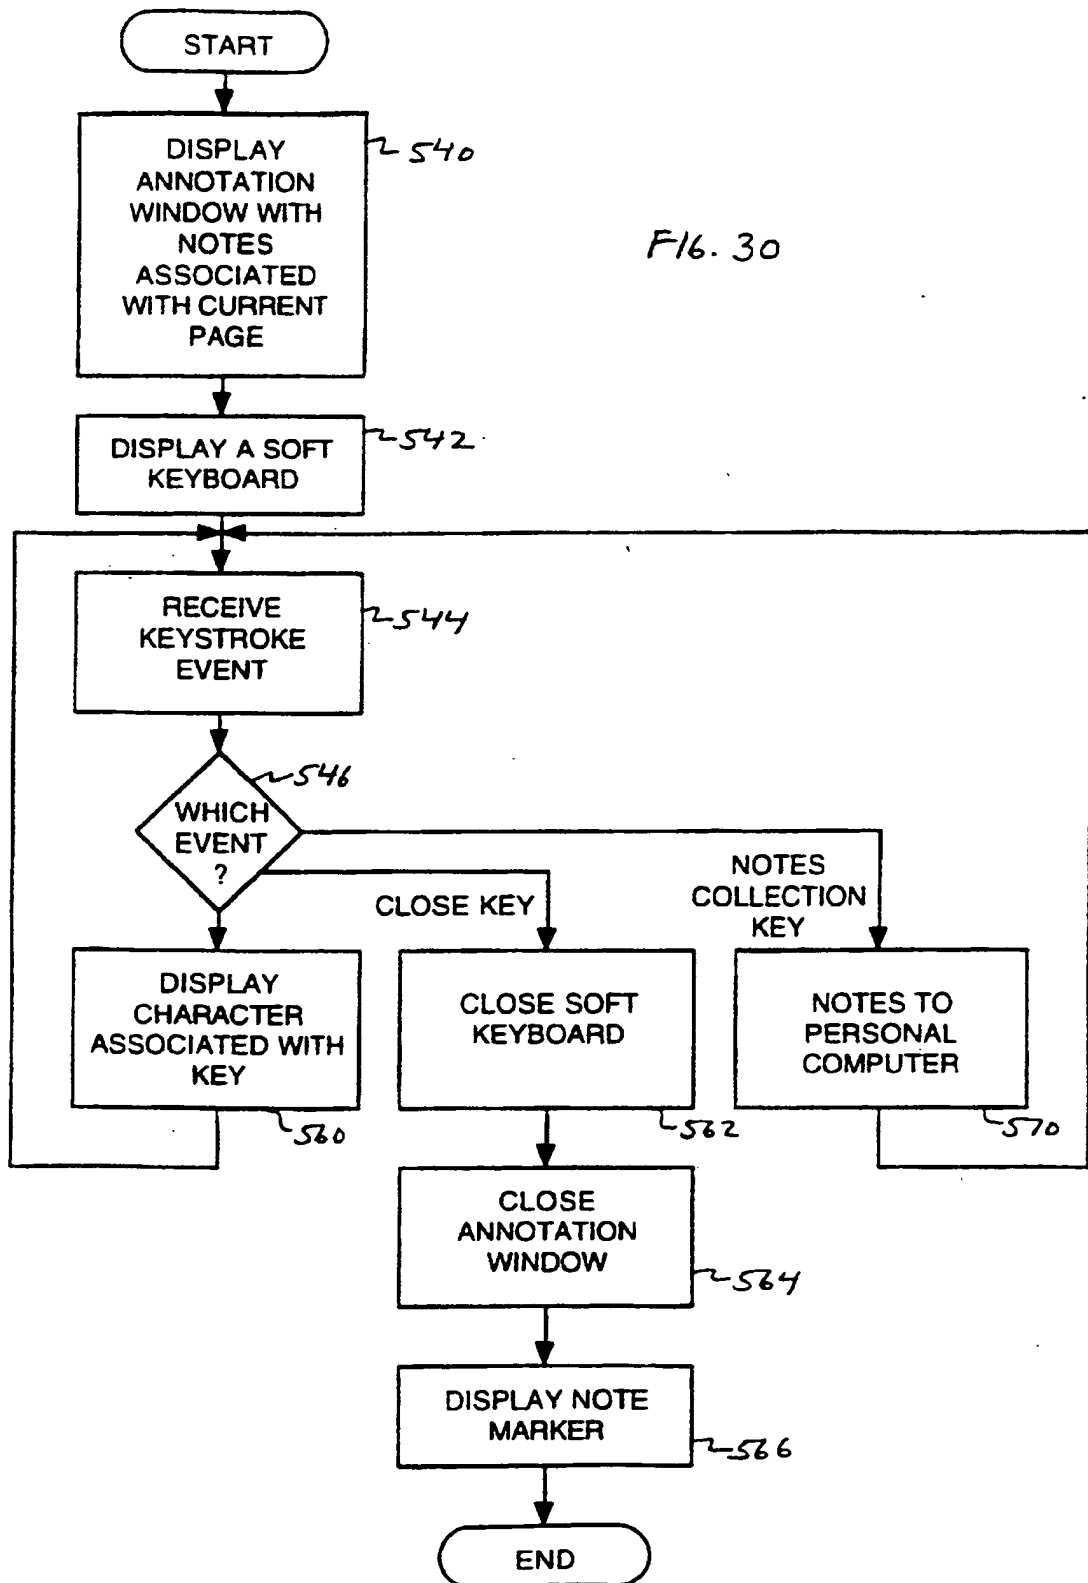 START
DISPLAY
ANNOTATION
WINDOW WITH
NOTES
ASSOCIATED
WITH CURRENT
PAGE
540
FIG. 30
DISPLAY A SOFT
KEYBOARD
542
RECEIVE
KEYSTROKE
EVENT
544
WHICH
EVENT
?
546
CLOSE KEY
NOTES
COLLECTION
KEY
DISPLAY
CHARACTER
ASSOCIATED WITH
KEY
560
CLOSE SOFT
KEYBOARD
562
NOTES TO
PERSONAL
COMPUTER
570
CLOSE
ANNOTATION
WINDOW
564
DISPLAY NOTE
MARKER
566
END